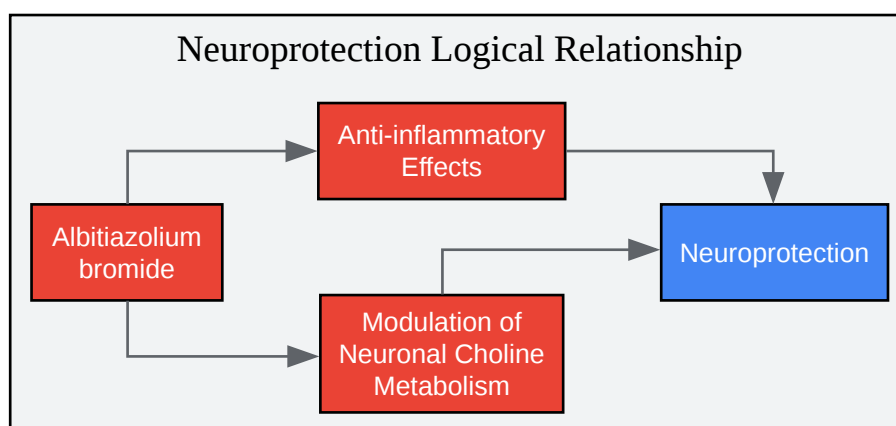 Neuroprotection Logical Relationship
Anti-inflammatory
Effects
Albitiazolium
bromide
Neuroprotection
Modulation of
Neuronal Choline
Metabolism